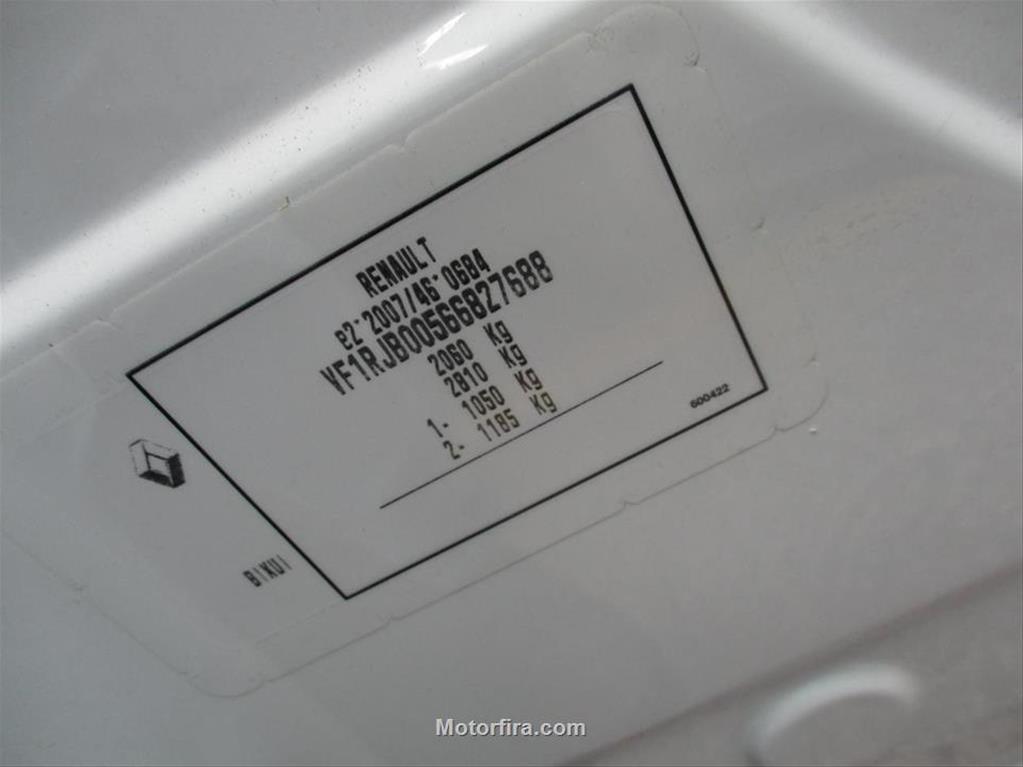 RENAULT
e2*2007/46*0684
VF1RJB00566827688
2060 Kg
2810 Kg
1- 1050 Kg
2- 1185 Kg
600422
Motorfira.com